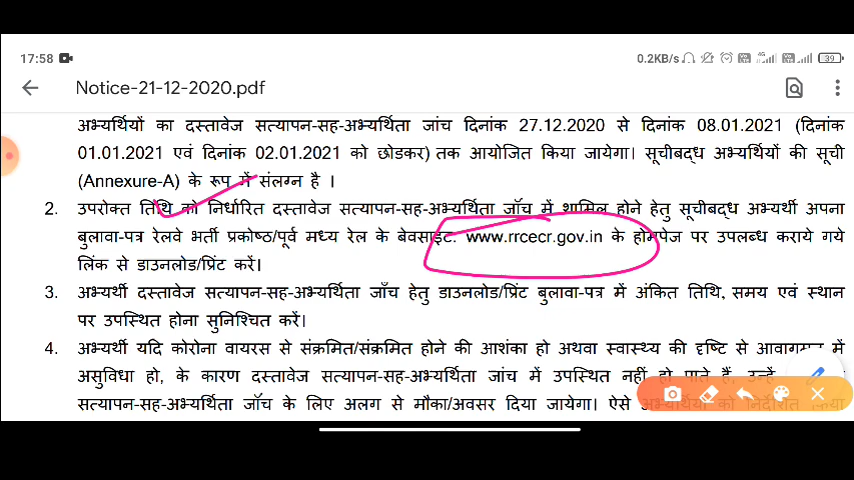 17:58
0.2KB/s
39
Notice-21-12-2020.pdf
अभ्यर्थियों का दस्तावेज सत्यापन-सह-अभ्यर्थिता जांच दिनांक 27.12.2020 से दिनांक 08.01.2021 (दिनांक
01.01.2021 एवं दिनांक 02.01.2021 को छोडकर) तक आयोजित किया जायेगा। सूचीबद्ध अभ्यर्थियों की सूची
(Annexure-A) के रूप में संलग्न है ।
2. उपरोक्त तिथि को निर्धारित दस्तावेज सत्यापन-सह-अभ्यर्थिता जाँच में शामिल होने हेतु सूचीबद्ध अभ्यर्थी अपना
बुलावा-पत्र रेलवे भर्ती प्रकोष्ठ/पूर्व मध्य रेल के बेवसाइट. www.rrcecr.gov.in के होमपेज पर उपलब्ध कराये गये
लिंक से डाउनलोड/प्रिंट करें।
3. अभ्यर्थी दस्तावेज सत्यापन-सह-अभ्यर्थिता जाँच हेतु डाउनलोड/प्रिंट बुलावा-पत्र में अंकित तिथि, समय एवं स्थान
पर उपस्थित होना सुनिश्चित करें।
4. अभ्यर्थी यदि कोरोना वायरस से संक्रमित/संक्रमित होने की आशंका हो अथवा स्वास्थ्य की दृष्टि से आवागमन में
असुविधा हो, के कारण दस्तावेज सत्यापन-सह-अभ्यर्थिता जांच में उपस्थित नहीं हो पाते हैं, उन्हें
सत्यापन-सह-अभ्यर्थिता जाँच के लिए अलग से मौका/अवसर दिया जायेगा। ऐसे अभ्यर्थियों को निर्देशित किया